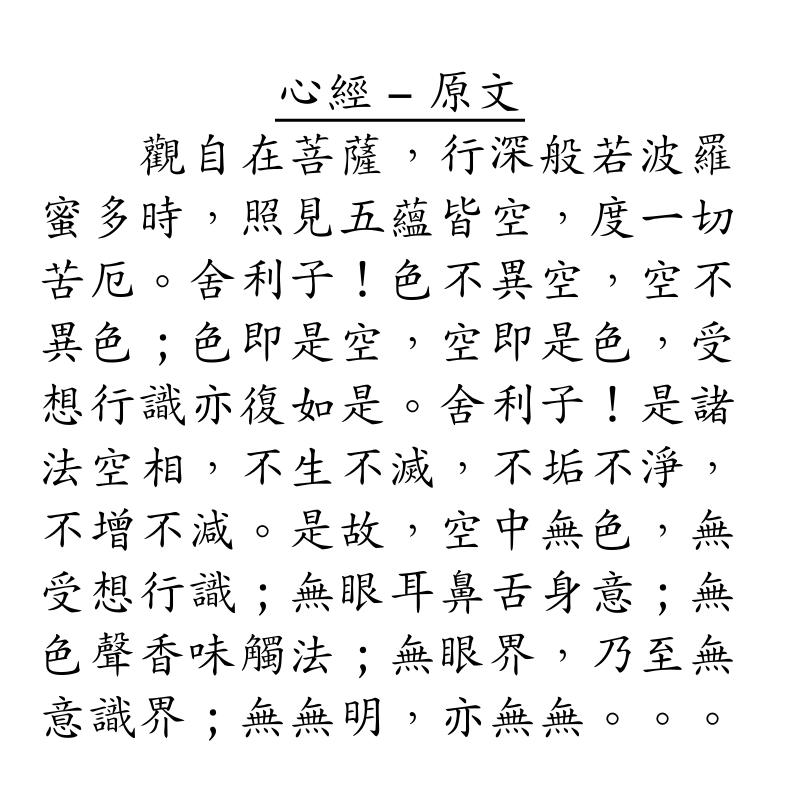 心經 – 原文
觀自在菩薩，行深般若波羅
蜜多時，照見五蘊皆空，度一切
苦厄。舍利子！色不異空，空不
異色；色即是空，空即是色，受
想行識亦復如是。舍利子！是諸
法空相，不生不滅，不垢不淨，
不增不減。是故，空中無色，無
受想行識；無眼耳鼻舌身意；無
色聲香味觸法；無眼界，乃至無
意識界；無無明，亦無無。。。